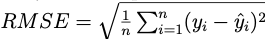 $RMSE = \sqrt{\frac{1}{n} \sum_{i=1}^{n} (y_i - \hat{y}_i)^2}$